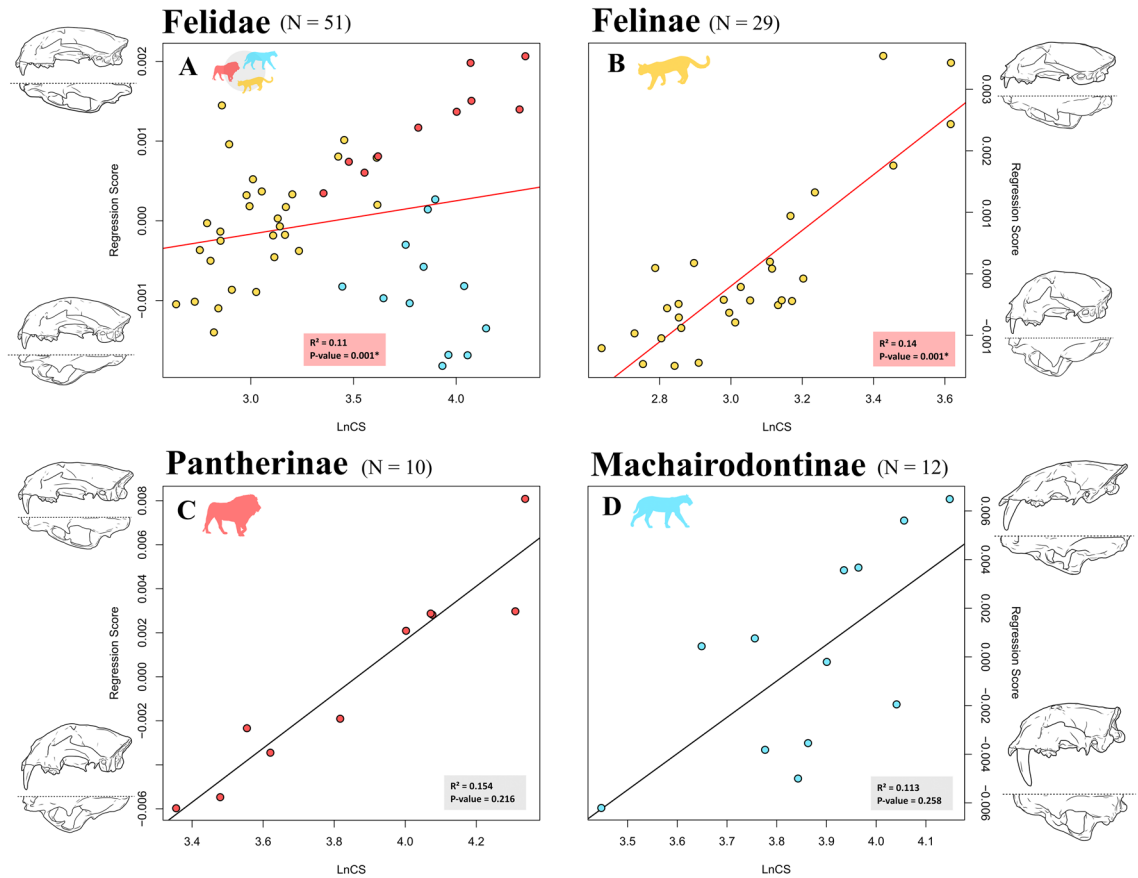 Felidae (N = 51)
A
0.002
0.001
0.000
−0.001
Regression Score
R² = 0.11
P-value = 0.001*
3.0
3.5
4.0
LnCS
Felinae (N = 29)
B
0.003
0.002
0.001
0.000
−0.001
Regression Score
R² = 0.14
P-value = 0.001*
2.8
3.0
3.2
3.4
3.6
LnCS
Pantherinae (N = 10)
C
0.008
0.006
0.004
0.002
0.000
−0.002
−0.006
Regression Score
R² = 0.154
P-value = 0.216
3.4
3.6
3.8
4.0
4.2
LnCS
Machairodontinae (N = 12)
D
0.006
0.004
0.002
0.000
−0.002
−0.004
−0.006
Regression Score
R² = 0.113
P-value = 0.258
3.5
3.6
3.7
3.8
3.9
4.0
4.1
LnCS